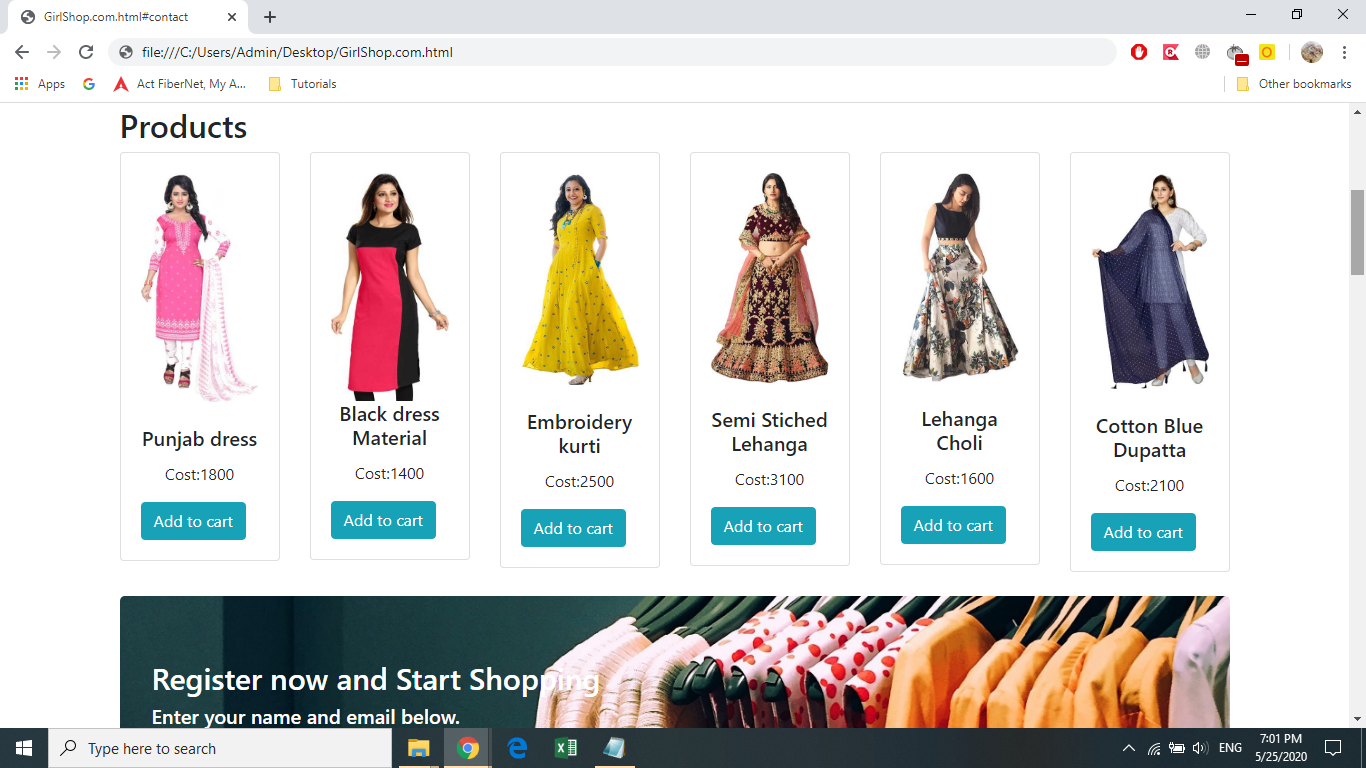 GirlShop.com.html#contact
file:///C:/Users/Admin/Desktop/GirlShop.com.html
Apps
Act FiberNet, My A...
Tutorials
Other bookmarks
Products
Punjab dress
Cost:1800
Add to cart
Black dress
Material
Cost:1400
Add to cart
Embroidery
kurti
Cost:2500
Add to cart
Semi Stiched
Lehanga
Cost:3100
Add to cart
Lehanga
Choli
Cost:1600
Add to cart
Cotton Blue
Dupatta
Cost:2100
Add to cart
Register now and Start Shopping
Enter your name and email below.
Type here to search
ENG
7:01 PM
5/25/2020